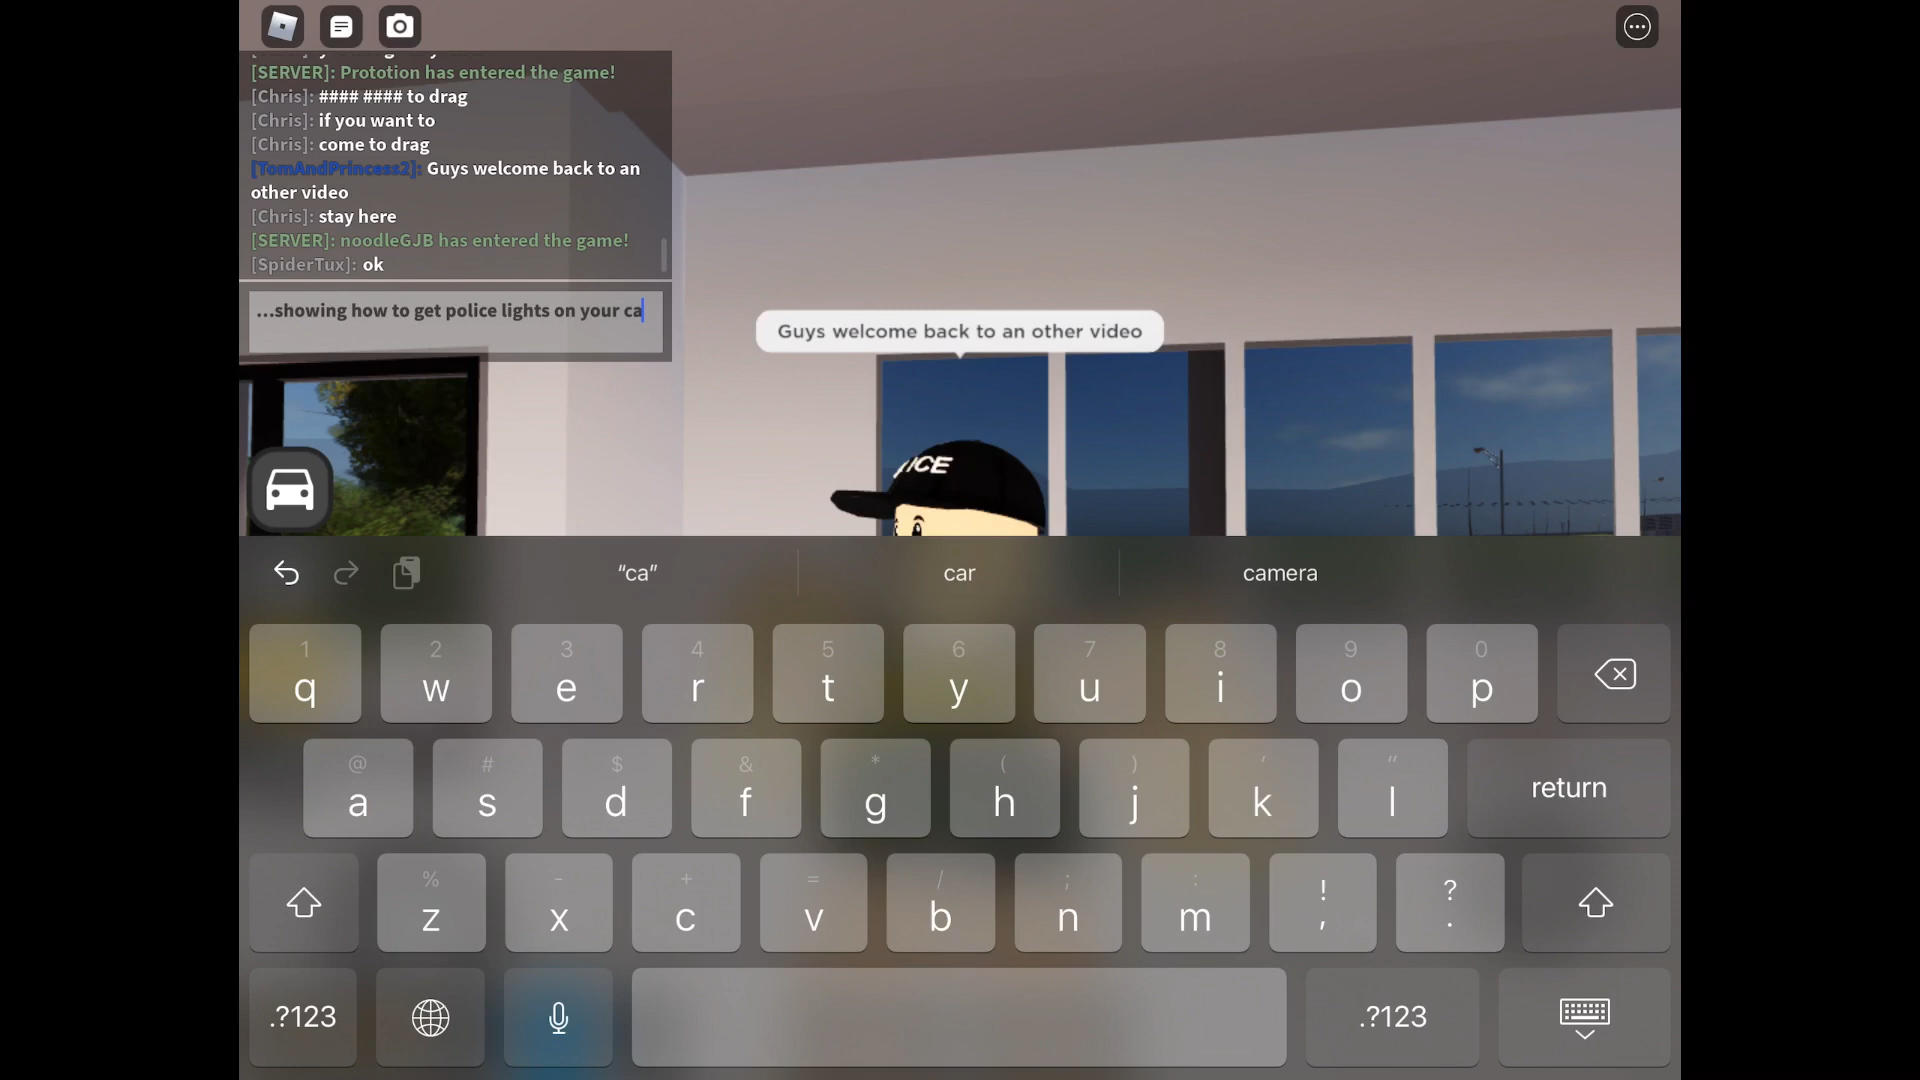 [SERVER]: Prototion has entered the game!
[Chris]: #### #### to drag
[Chris]: if you want to
[Chris]: come to drag
[TomAndPrincess2]: Guys welcome back to an
other video
[Chris]: stay here
[SERVER]: noodleGJB has entered the game!
[SpiderTux]: ok
...showing how to get police lights on your ca
Guys welcome back to an other video
ICE
“ca” car camera
1 2 3 4 5 6 7 8 9 0
q w e r t y u i o p
@ # $ & * ( ) ‘ “
a s d f g h j k l return
% - + = / ; : ! ?
z x c v b n m , .
.?123 .?123